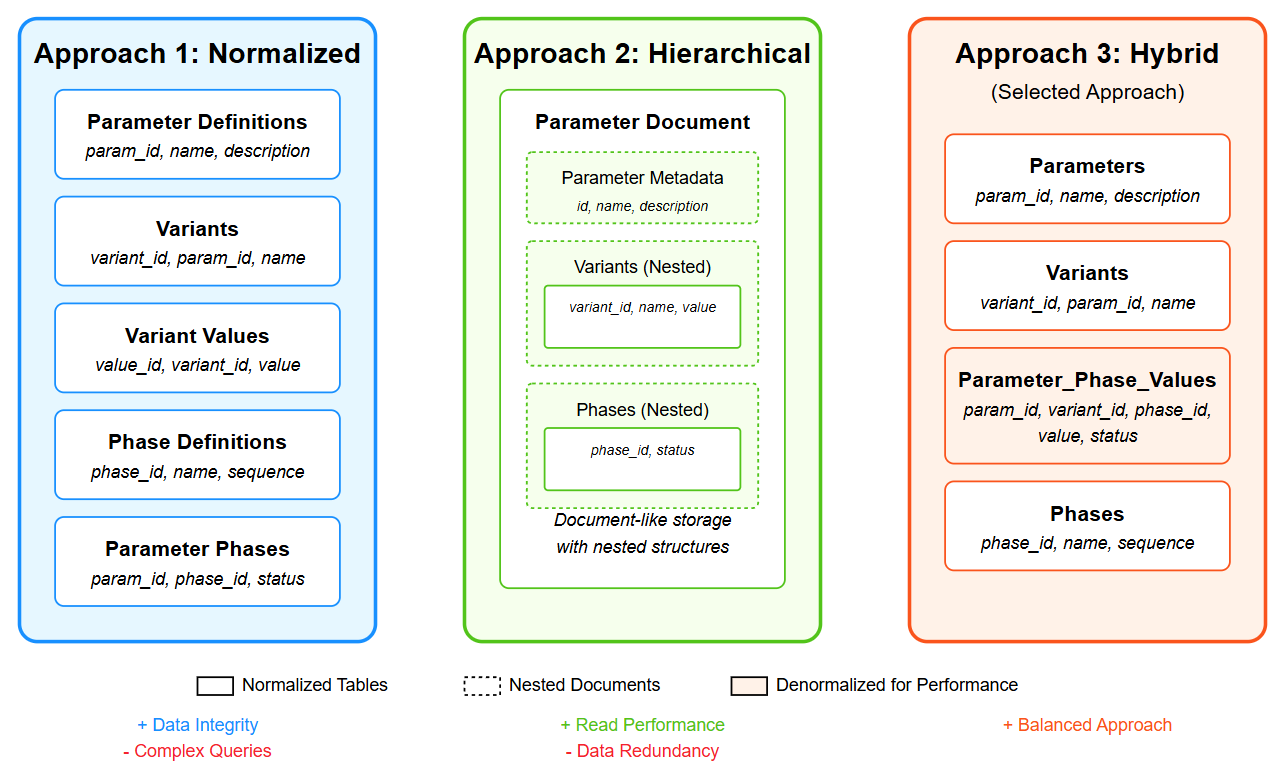 Approach 1: Normalized
Parameter Definitions
param_id, name, description
Variants
variant_id, param_id, name
Variant Values
value_id, variant_id, value
Phase Definitions
phase_id, name, sequence
Parameter Phases
param_id, phase_id, status
Approach 2: Hierarchical
Parameter Document
Parameter Metadata
id, name, description
Variants (Nested)
variant_id, name, value
Phases (Nested)
phase_id, status
Document-like storage
with nested structures
Approach 3: Hybrid
(Selected Approach)
Parameters
param_id, name, description
Variants
variant_id, param_id, name
Parameter_Phase_Values
param_id, variant_id, phase_id,
value, status
Phases
phase_id, name, sequence
Normalized Tables
Nested Documents
Denormalized for Performance
+ Data Integrity
- Complex Queries
+ Read Performance
- Data Redundancy
+ Balanced Approach